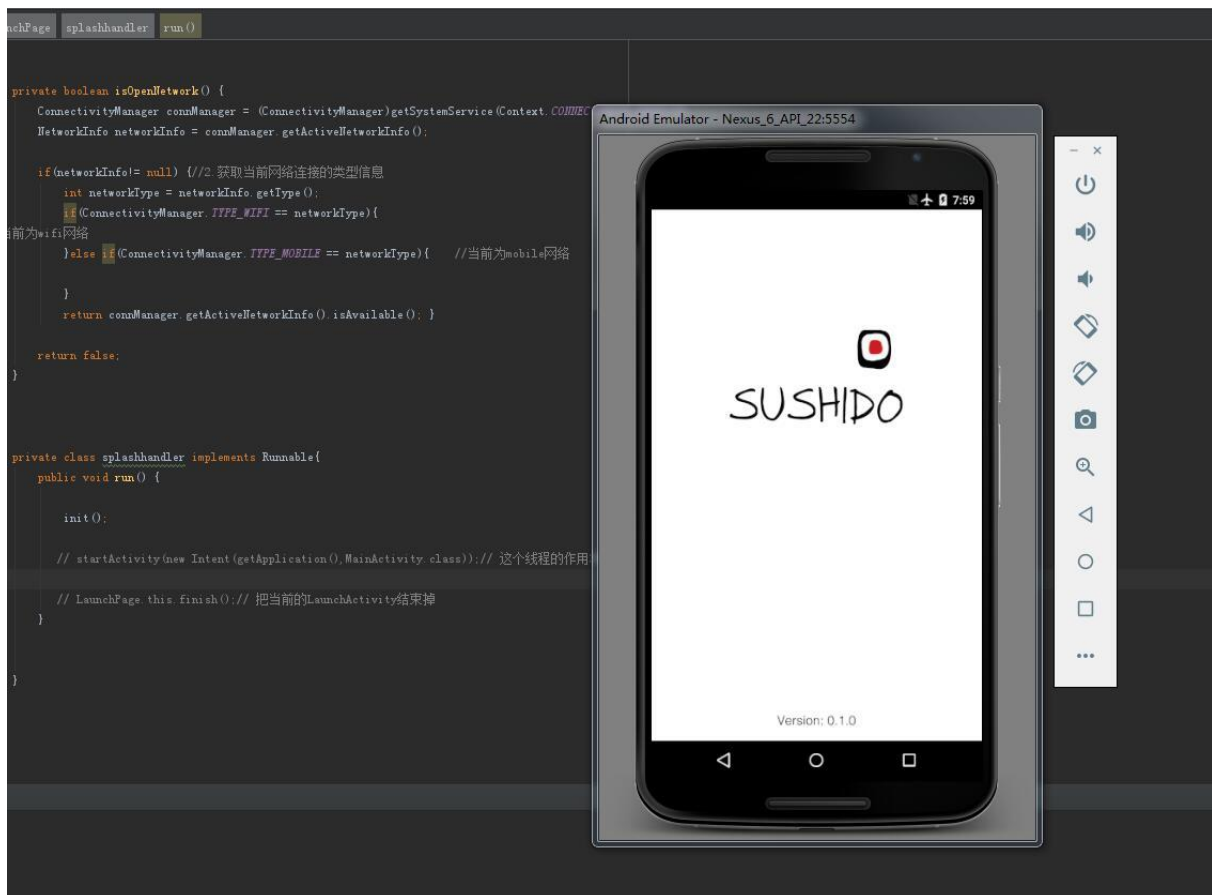 splashhandler run()
private boolean isOpenNetwork() {
ConnectivityManager connManager = (ConnectivityManager)getSystemService(Context.
NetworkInfo networkInfo = connManager.getActiveNetworkInfo();
if(networkInfo!= null) {//2.获取当前网络连接的类型信息
int networkType = networkInfo.getType();
if(ConnectivityManager.TYPE_WIFI == networkType){
前为wifi网络
}else if(ConnectivityManager.TYPE_MOBILE == networkType){ //当前为mobile网络
}
return connManager.getActiveNetworkInfo().isAvailable(); }
return false;
}
private class splashhandler implements Runnable{
public void run() {
init();
// startActivity(new Intent(getApplication(),MainActivity.class));// 这个线程的作用
// LaunchPage.this.finish();// 把当前的LaunchActivity结束掉
}
}
Android Emulator - Nexus_6_API_22:5554
7:59
SUSHIDO
Version: 0.1.0